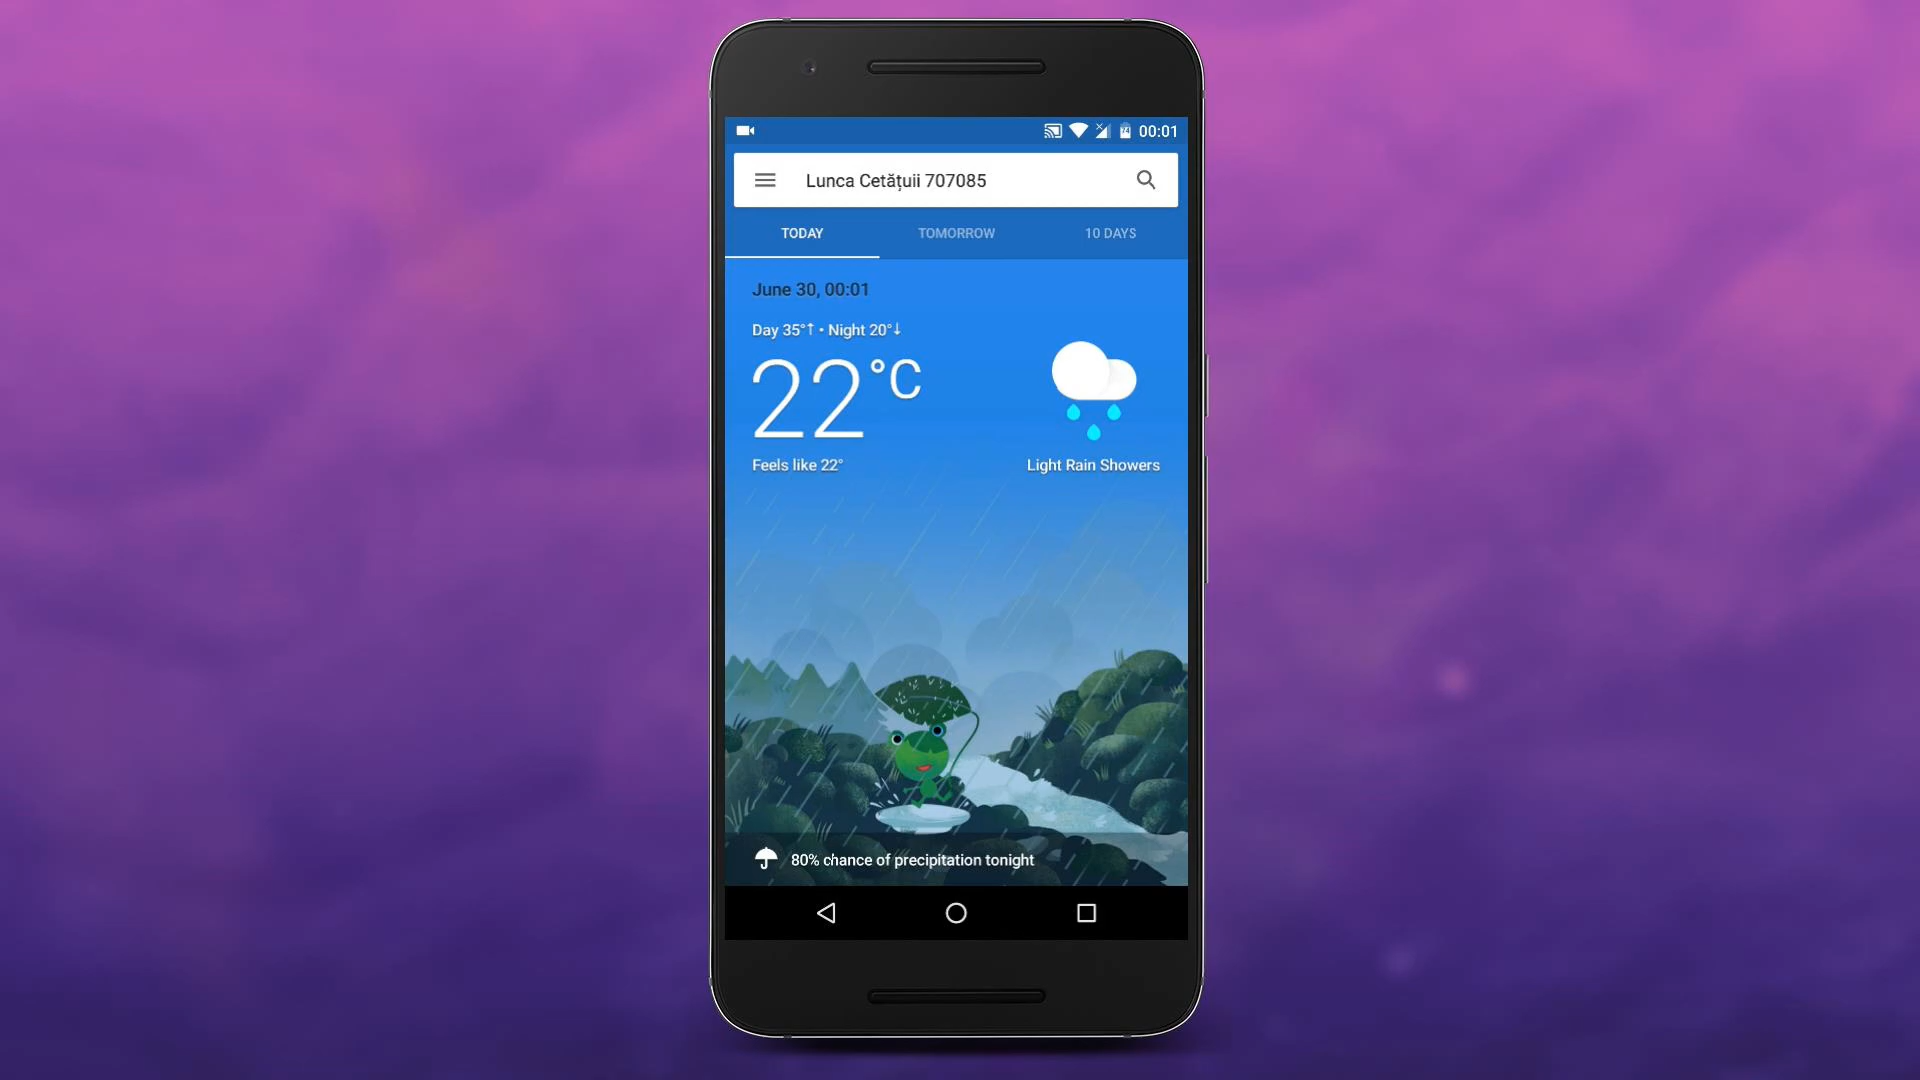 00:01
Lunca Cetățuii 707085
TODAY
TOMORROW
10 DAYS
June 30, 00:01
Day 35°↑ • Night 20°↓
22°C
Feels like 22°
Light Rain Showers
80% chance of precipitation tonight